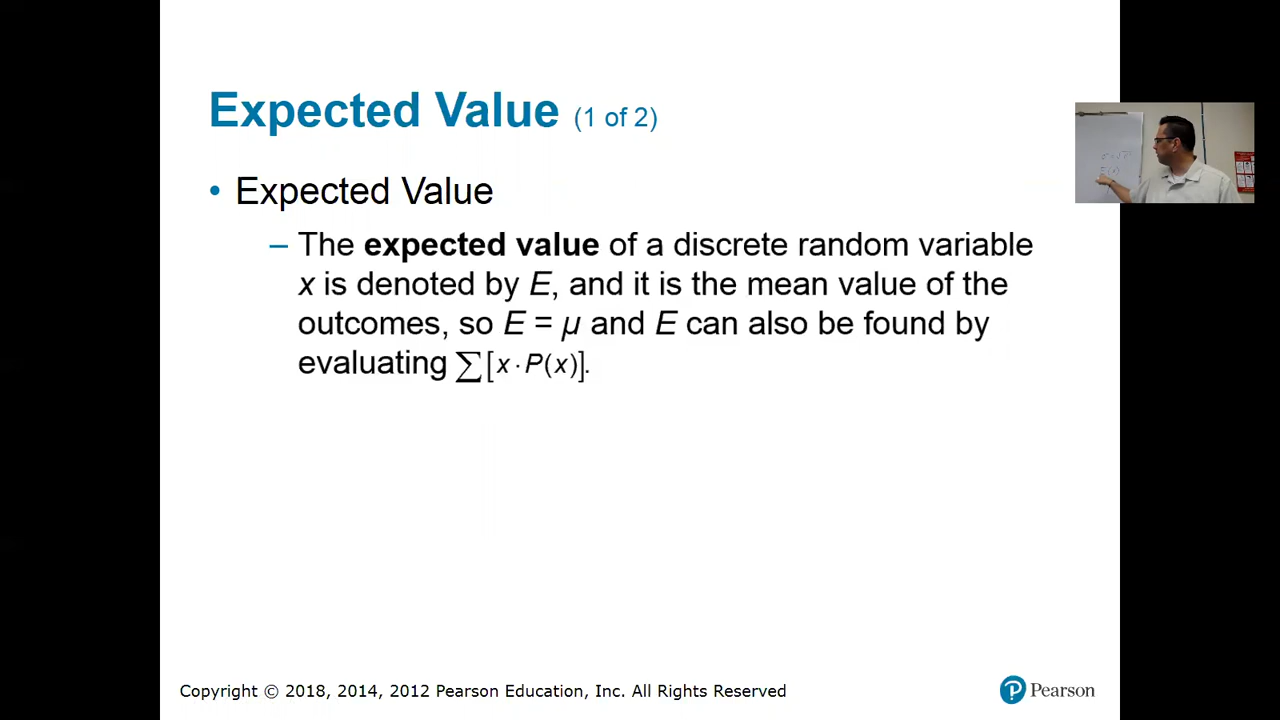 Expected Value (1 of 2)
• Expected Value
– The expected value of a discrete random variable
x is denoted by E, and it is the mean value of the
outcomes, so E = μ and E can also be found by
evaluating ∑[x · P(x)].
Copyright © 2018, 2014, 2012 Pearson Education, Inc. All Rights Reserved
P Pearson